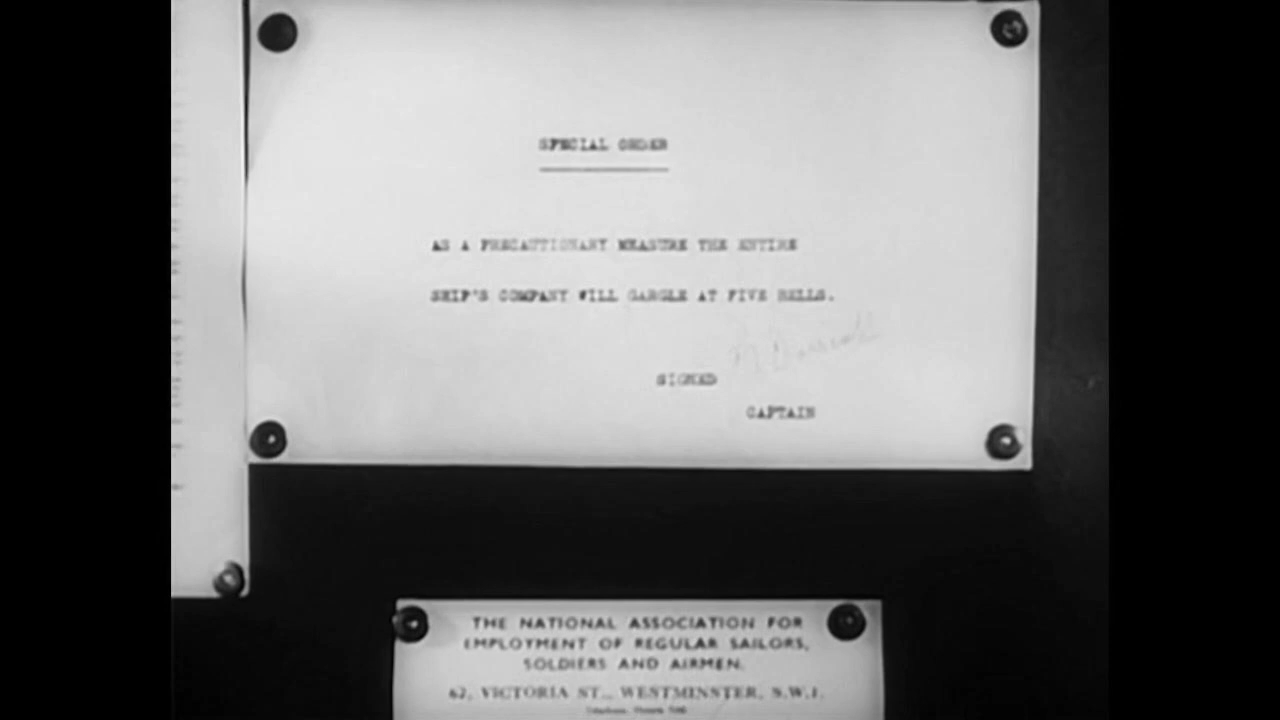 SPECIAL ORDER
AS A PRECAUTIONARY MEASURE THE ENTIRE
SHIP'S COMPANY WILL GARGLE AT FIVE BELLS.
SIGNED
CAPTAIN
THE NATIONAL ASSOCIATION FOR
EMPLOYMENT OF REGULAR SAILORS,
SOLDIERS AND AIRMEN.
62, VICTORIA ST., WESTMINSTER, S.W.1.